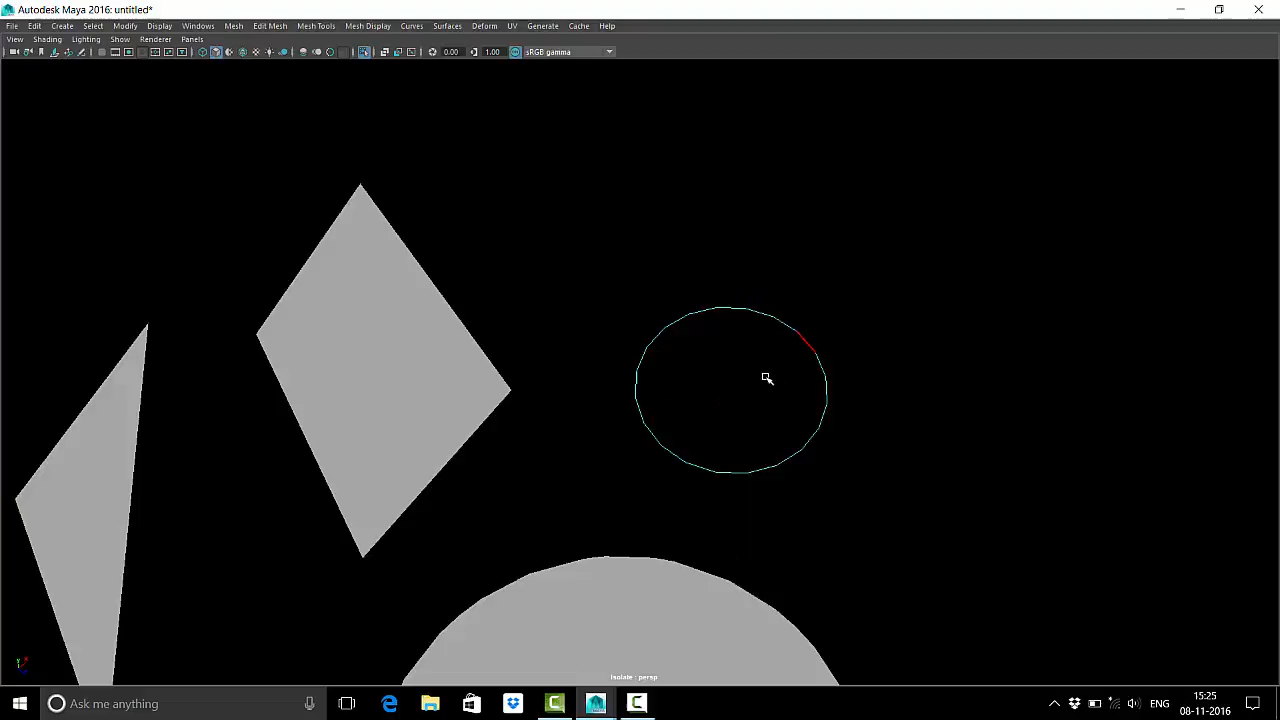 Autodesk Maya 2016: untitled*
File Edit Create Select Modify Display Windows Mesh Edit Mesh Mesh Tools Mesh Display Curves Surfaces Deform UV Generate Cache Help
View Shading Lighting Show Renderer Panels
0.00 1.00 sRGB gamma
Isolate : persp
Ask me anything
ENG
15:25
08-11-2016